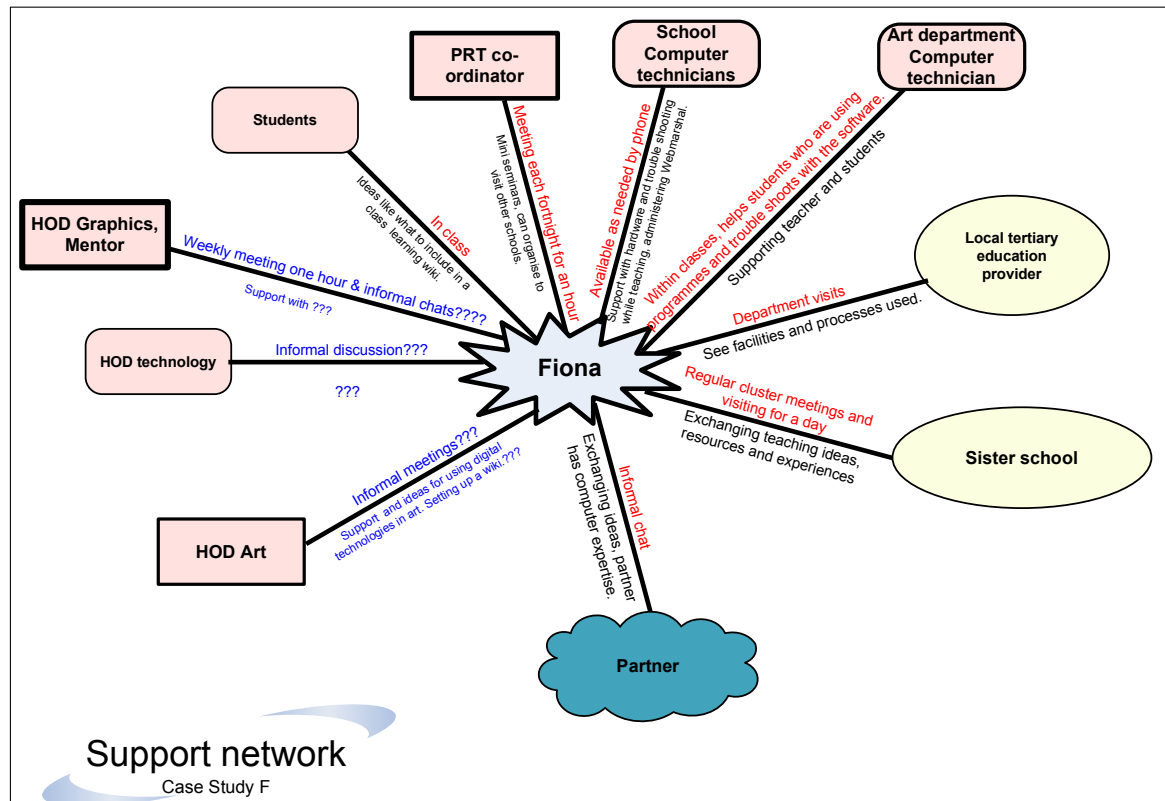 School
Computer
technicians
Art department
Computer
technician
PRT co-
ordinator
Students
HOD Graphics,
Mentor
HOD technology
HOD Art
Partner
Sister school
Local tertiary
education
provider
Fiona
Meeting each fortnight for an hour
Mini seminars, can organise to
visit other schools.
Available as needed by phone
Support with hardware and trouble shooting
while teaching, administering Webmarshal.
Within classes, helps students who are using
programmes and trouble shoots with the software.
Supporting teacher and students
In class
Ideas like what to include in a
class learning wiki.
Weekly meeting one hour & informal chats????
Support with ???
Informal discussion???
???
Informal meetings???
Support and ideas for using digital
technologies in art. Setting up a wiki.???
Informal chat
Exchanging ideas, partner
has computer expertise.
Regular cluster meetings and
visiting for a day
Exchanging teaching ideas,
resources and experiences
Department visits
See facilities and processes used.
Support network
Case Study F